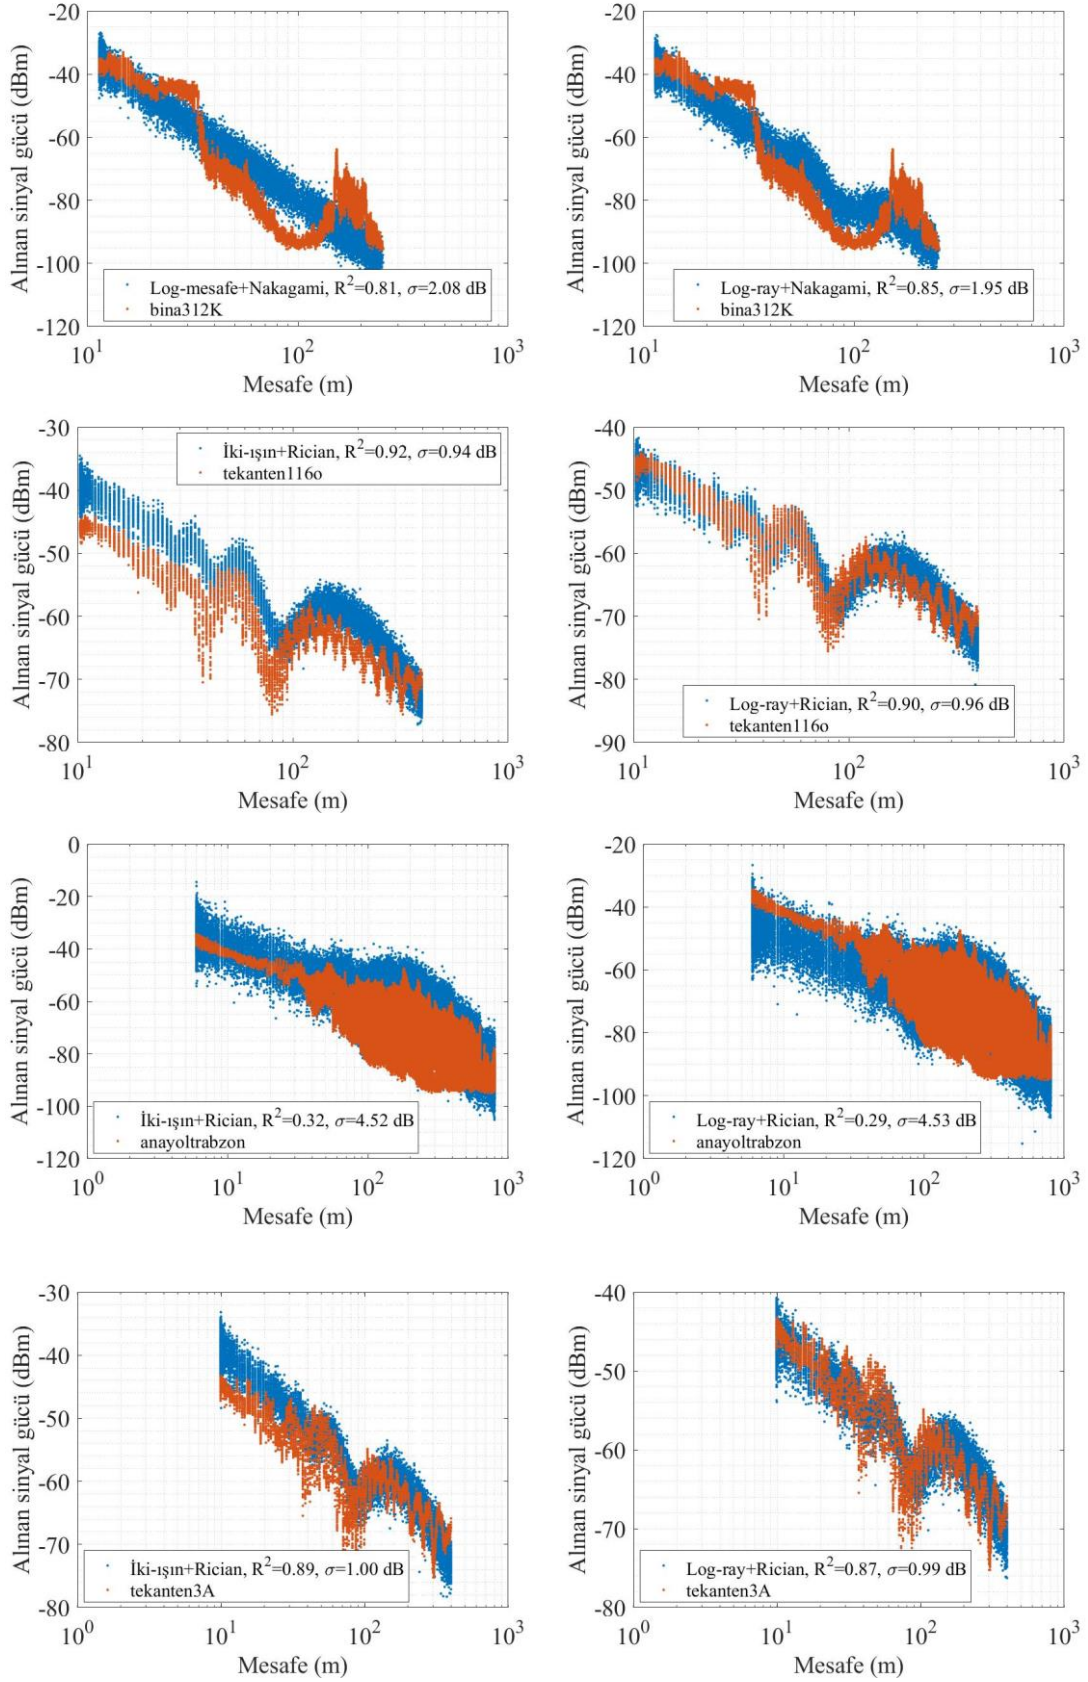 -20
-40
-60
-80
-100
-120
Alınan sinyal gücü (dBm)
Log-mesafe+Nakagami, R²=0.81, σ=2.08 dB
bina312K
10¹ 10² 10³
Mesafe (m)
-20
-40
-60
-80
-100
-120
Alınan sinyal gücü (dBm)
Log-ray+Nakagami, R²=0.85, σ=1.95 dB
bina312K
10¹ 10² 10³
Mesafe (m)
-30
-40
-50
-60
-70
-80
Alınan sinyal gücü (dBm)
İki-ışın+Rician, R²=0.92, σ=0.94 dB
tekanten116o
10¹ 10² 10³
Mesafe (m)
-40
-50
-60
-70
-80
-90
Alınan sinyal gücü (dBm)
Log-ray+Rician, R²=0.90, σ=0.96 dB
tekanten116o
10¹ 10² 10³
Mesafe (m)
0
-20
-40
-60
-80
-100
-120
Alınan sinyal gücü (dBm)
İki-ışın+Rician, R²=0.32, σ=4.52 dB
anayoltrabzon
10⁰ 10¹ 10² 10³
Mesafe (m)
-20
-40
-60
-80
-100
-120
Alınan sinyal gücü (dBm)
Log-ray+Rician, R²=0.29, σ=4.53 dB
anayoltrabzon
10⁰ 10¹ 10² 10³
Mesafe (m)
-30
-40
-50
-60
-70
-80
Alınan sinyal gücü (dBm)
İki-ışın+Rician, R²=0.89, σ=1.00 dB
tekanten3A
10⁰ 10¹ 10² 10³
Mesafe (m)
-40
-50
-60
-70
-80
Alınan sinyal gücü (dBm)
Log-ray+Rician, R²=0.87, σ=0.99 dB
tekanten3A
10⁰ 10¹ 10² 10³
Mesafe (m)